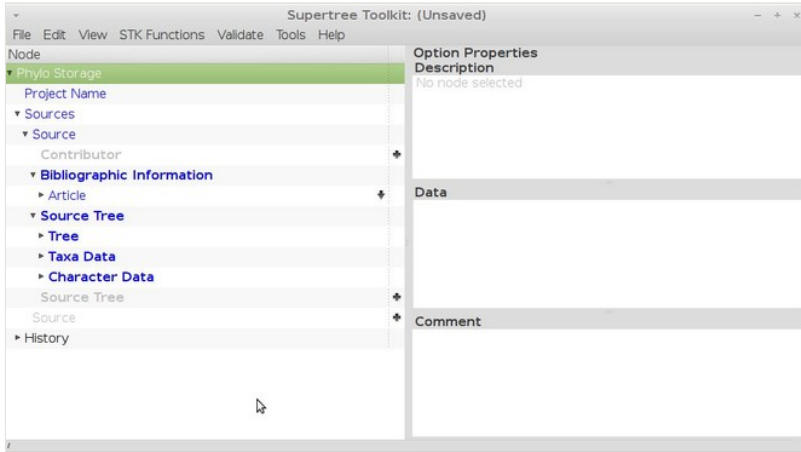 Supertree Toolkit: (Unsaved)
File Edit View STK Functions Validate Tools Help
Node
Phylo Storage
Project Name
Sources
Source
Contributor
Bibliographic Information
Article
Source Tree
Tree
Taxa Data
Character Data
Source Tree
Source
History
Option Properties
Description
No node selected
Data
Comment
/